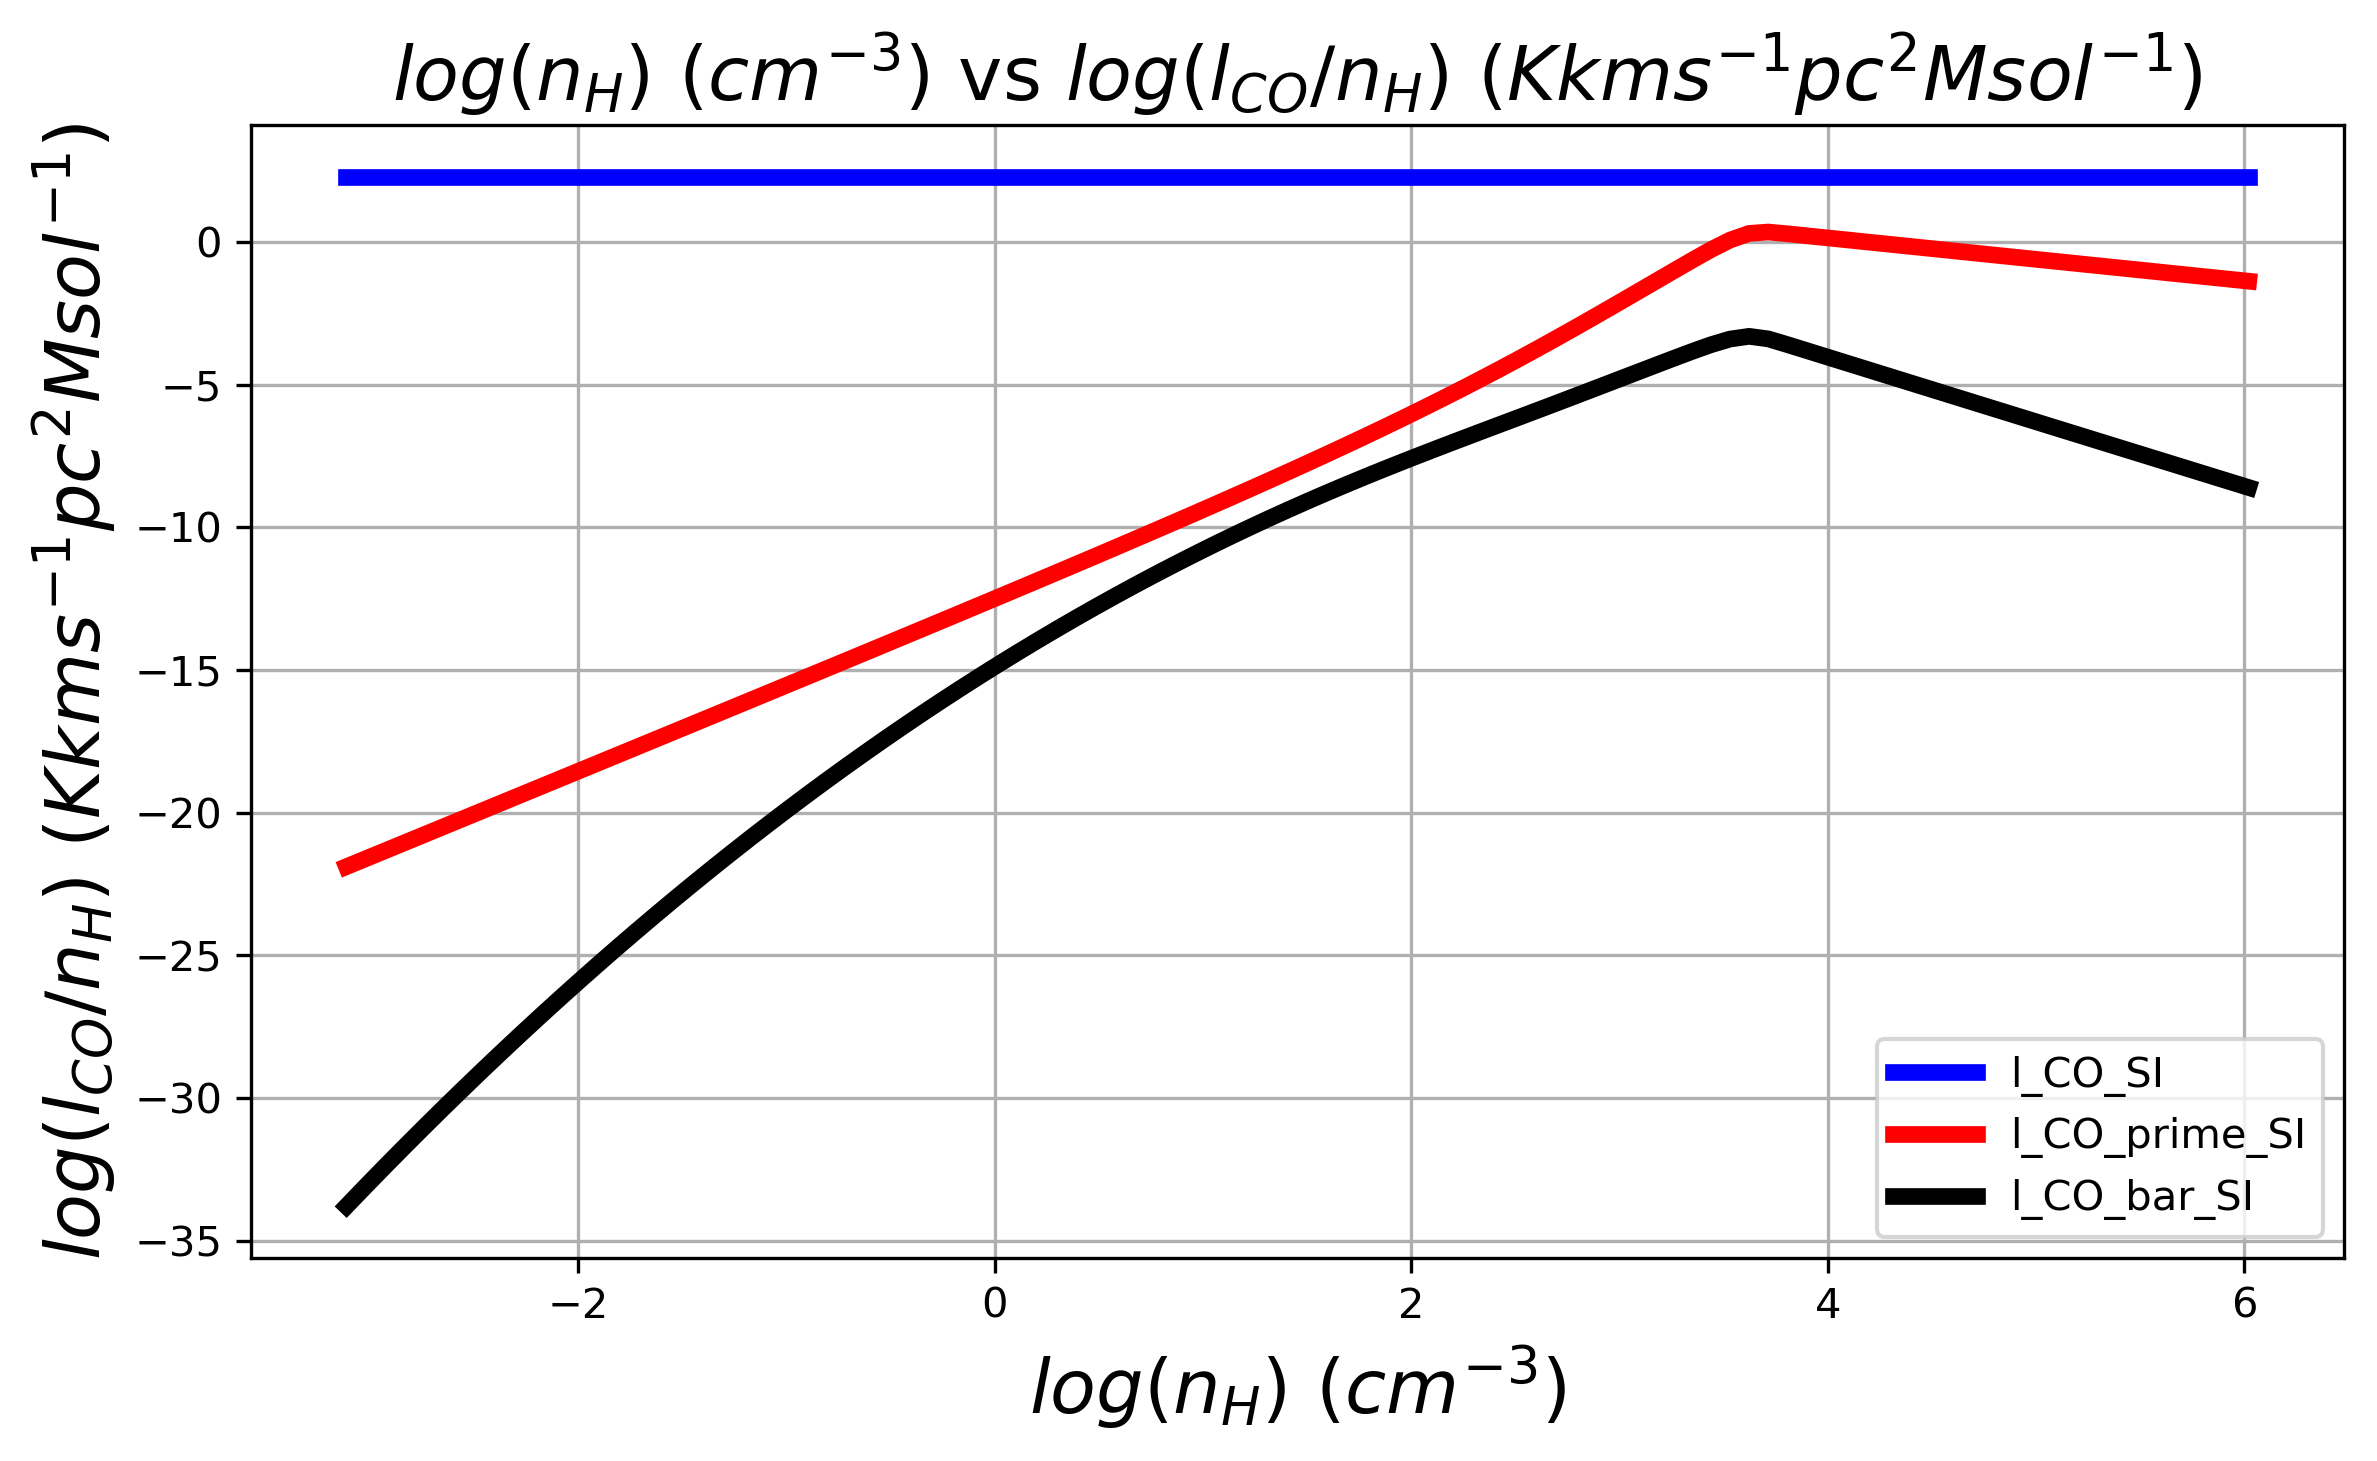 log(n_H) (cm^−3) vs log(l_CO/n_H) (Kkms^−1pc^2Msol^−1)
log(l_CO/n_H) (Kkms^−1pc^2Msol^−1)
0
−5
−10
−15
−20
−25
−30
−35
−2
0
2
4
6
log(n_H) (cm^−3)
l_CO_SI
l_CO_prime_SI
l_CO_bar_SI